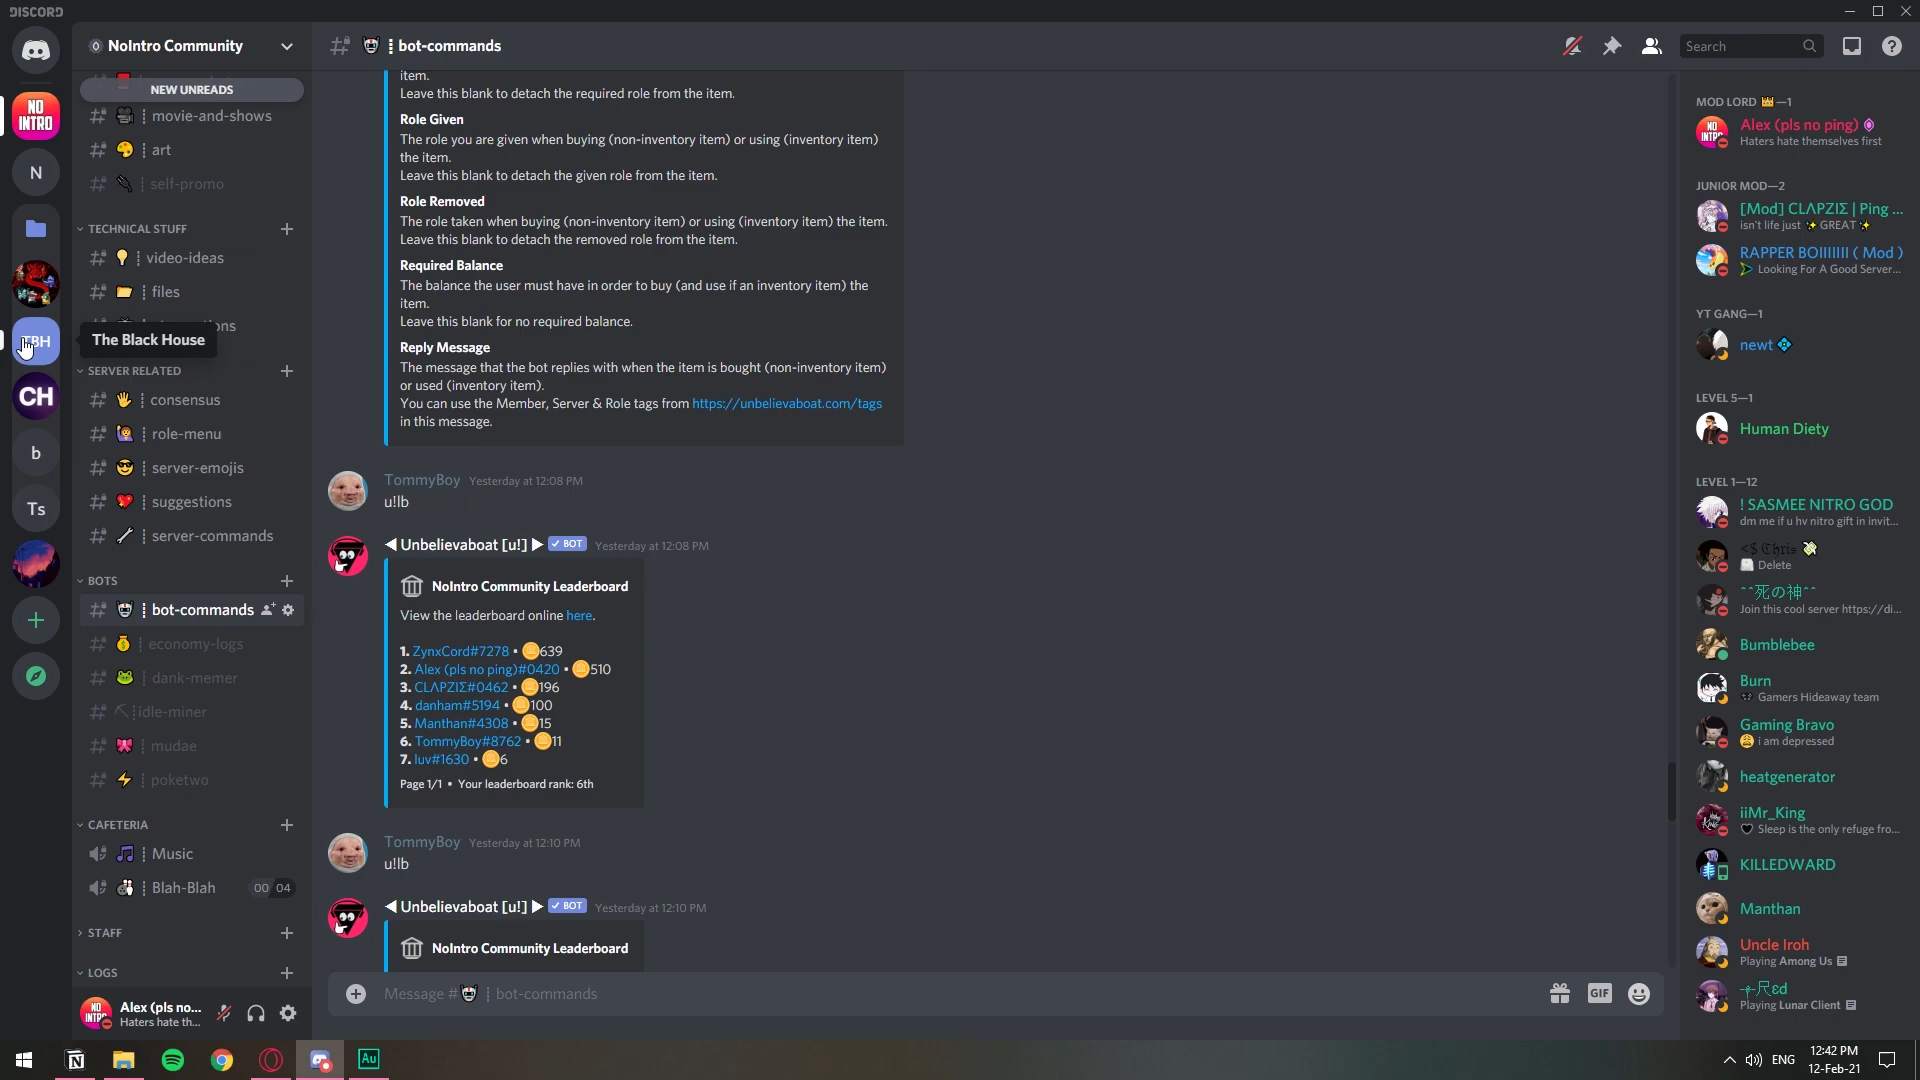 DISCORD
NoIntro Community
bot-commands
Search
NEW UNREADS
movie-and-shows
art
self-promo
TECHNICAL STUFF
video-ideas
files
The Black House
SERVER RELATED
consensus
role-menu
server-emojis
suggestions
server-commands
BOTS
bot-commands
economy-logs
dank-memer
idle-miner
mudae
poketwo
CAFETERIA
Music
Blah-Blah 00 04
STAFF
LOGS
Alex (pls no...
Haters hate th...
NO INTRO
N
TBH
CH
b
Ts
item.
Leave this blank to detach the required role from the item.
Role Given
The role you are given when buying (non-inventory item) or using (inventory item)
the item.
Leave this blank to detach the given role from the item.
Role Removed
The role taken when buying (non-inventory item) or using (inventory item) the item.
Leave this blank to detach the removed role from the item.
Required Balance
The balance the user must have in order to buy (and use if an inventory item) the
item.
Leave this blank for no required balance.
Reply Message
The message that the bot replies with when the item is bought (non-inventory item)
or used (inventory item).
You can use the Member, Server & Role tags from https://unbelievaboat.com/tags
in this message.
TommyBoy Yesterday at 12:08 PM
u!lb
◀ Unbelievaboat [u!] ▶ ✓ BOT Yesterday at 12:08 PM
NoIntro Community Leaderboard
View the leaderboard online here.
1. ZynxCord#7278 • 639
2. Alex (pls no ping)#0420 • 510
3. CLΛPZIΣ#0462 • 196
4. danham#5194 • 100
5. Manthan#4308 • 15
6. TommyBoy#8762 • 11
7. luv#1630 • 6
Page 1/1 • Your leaderboard rank: 6th
TommyBoy Yesterday at 12:10 PM
u!lb
◀ Unbelievaboat [u!] ▶ ✓ BOT Yesterday at 12:10 PM
NoIntro Community Leaderboard
Message # bot-commands
GIF
MOD LORD 👑—1
Alex (pls no ping)
Haters hate themselves first
JUNIOR MOD—2
[Mod] CLΛPZIΣ | Ping ...
isn't life just ✨ GREAT ✨
RAPPER BOIIIIIII ( Mod )
Looking For A Good Server...
YT GANG—1
newt 💠
LEVEL 5—1
Human Diety
LEVEL 1—12
! SASMEE NITRO GOD
dm me if u hv nitro gift in invit...
<$ ℭ𝔥𝔯𝔦𝔰 💸
Delete
^^死の神^^
Join this cool server https://di...
Bumblebee
Burn
Gamers Hideaway team
Gaming Bravo
😩 i am depressed
heatgenerator
iiMr_King
Sleep is the only refuge fro...
KILLEDWARD
Manthan
Uncle Iroh
Playing Among Us
Playing Lunar Client
Au
ENG
12:42 PM
12-Feb-21